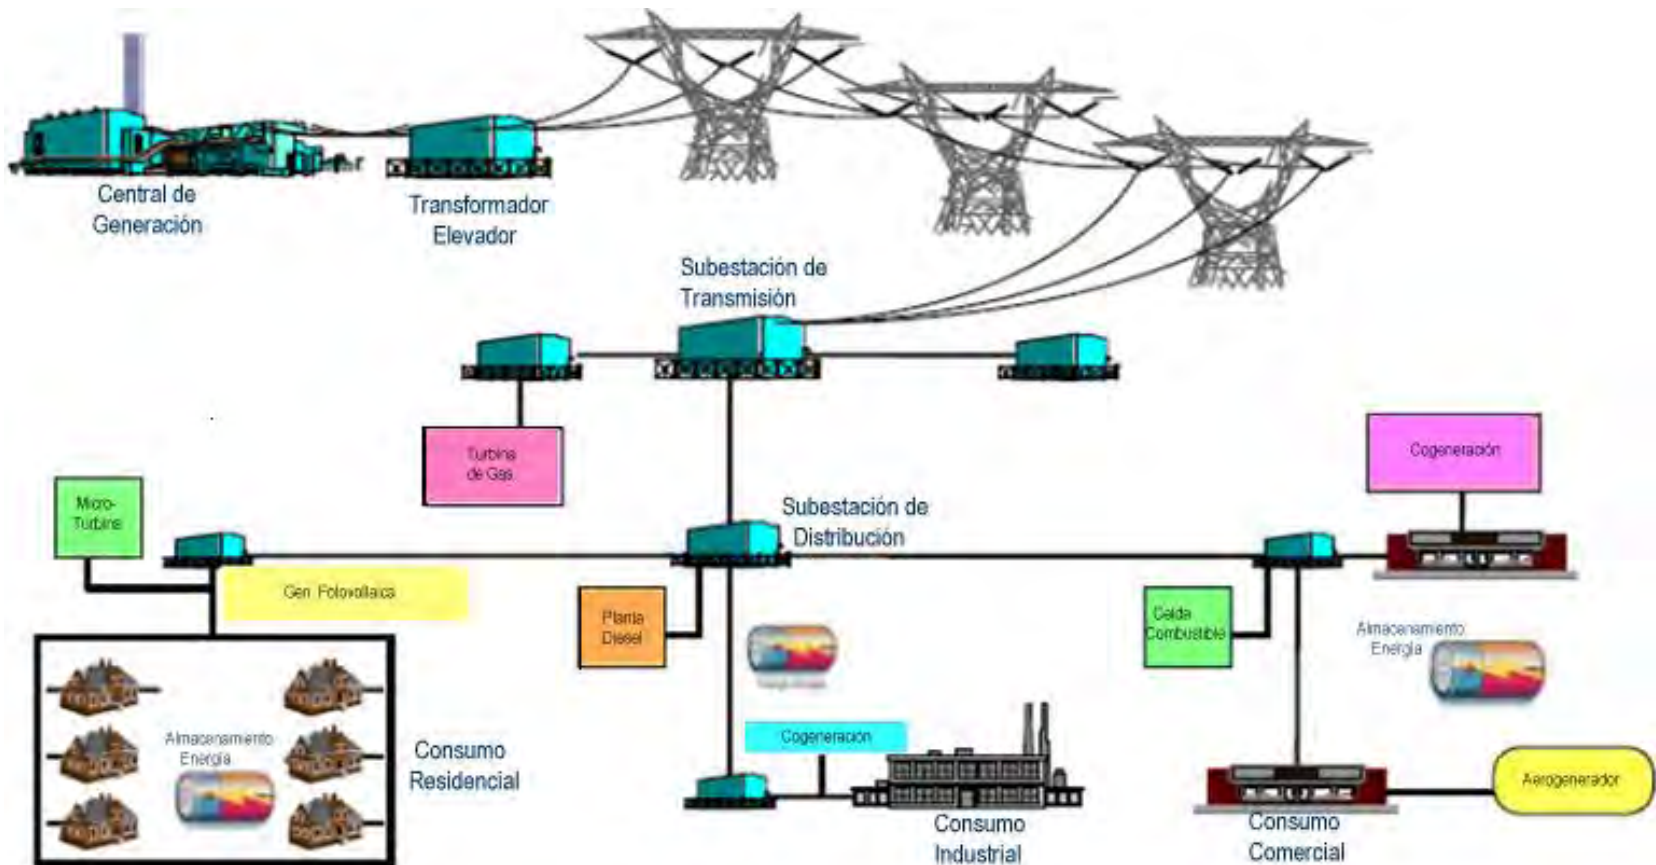 Central de
Generación
Transformador
Elevador
Subestación de
Transmisión
Turbina
de Gas
Cogeneración
Micro-
Turbina
Subestación de
Distribución
Gen. Fotovoltaica
Planta
Diesel
Celda
Combustible
Almacenamiento
Energía
Almacenamiento
Energía
Consumo
Residencial
Cogeneración
Aerogenerador
Consumo
Industrial
Consumo
Comercial